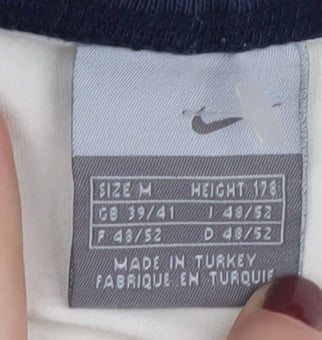 SIZE M HEIGHT 178
GB 39/41 I 48/52
F 48/52 D 48/52
MADE IN TURKEY
FABRIQUE EN TURQUIE